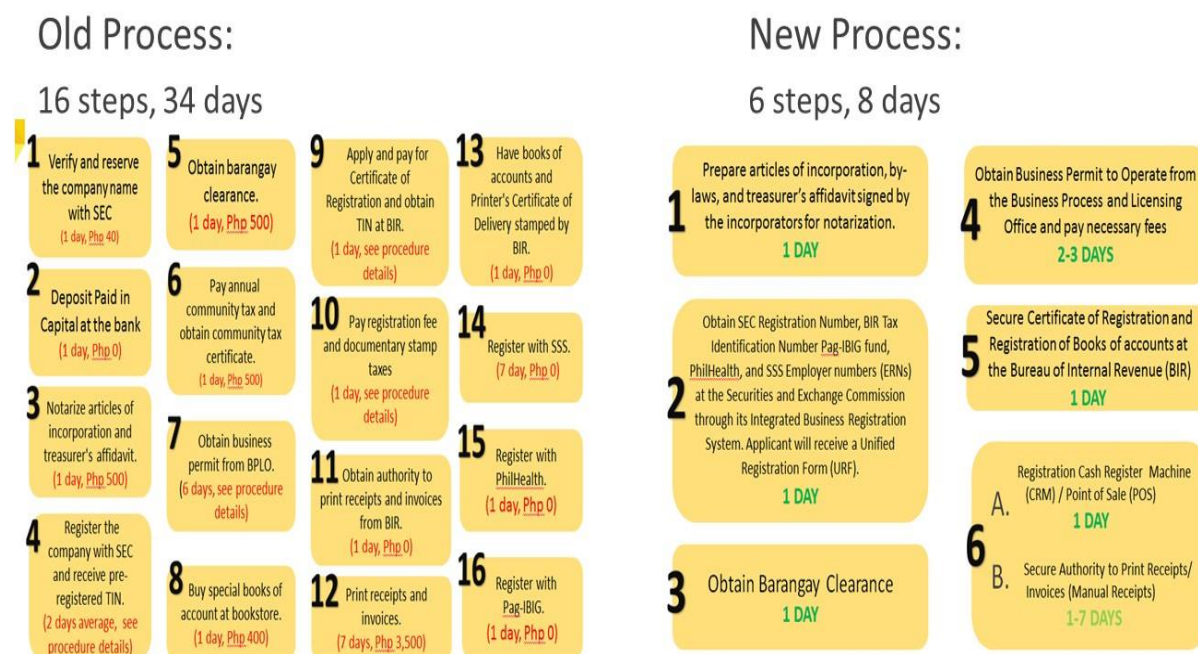 Old Process:
16 steps, 34 days
1 Verify and reserve
the company name
with SEC
(1 day, Php 40)
2 Deposit Paid in
Capital at the bank
(1 day, Php 0)
3 Notarize articles of
incorporation and
treasurer's affidavit.
(1 day, Php 500)
4 Register the
company with SEC
and receive pre-
registered TIN.
(2 days average, see
procedure details)
5 Obtain barangay
clearance.
(1 day, Php 500)
6 Pay annual
community tax and
obtain community tax
certificate.
(1 day, Php 500)
7 Obtain business
permit from BPLO.
(6 days, see procedure
details)
8 Buy special books of
account at bookstore.
(1 day, Php 400)
9 Apply and pay for
Certificate of
Registration and obtain
TIN at BIR.
(1 day, see procedure
details)
10 Pay registration fee
and documentary stamp
taxes
(1 day, see procedure
details)
11 Obtain authority to
print receipts and invoices
from BIR.
(1 day, Php 0)
12 Print receipts and
invoices.
(7 days, Php 3,500)
13 Have books of
accounts and
Printer's Certificate of
Delivery stamped by
BIR.
(1 day, Php 0)
14 Register with SSS.
(7 day, Php 0)
15 Register with
PhilHealth.
(1 day, Php 0)
16 Register with
Pag-IBIG.
(1 day, Php 0)
New Process:
6 steps, 8 days
1 Prepare articles of incorporation, by-
laws, and treasurer's affidavit signed by
the incorporators for notarization.
1 DAY
2 Obtain SEC Registration Number, BIR Tax
Identification Number Pag-IBIG fund,
PhilHealth, and SSS Employer numbers (ERNs)
at the Securities and Exchange Commission
through its Integrated Business Registration
System. Applicant will receive a Unified
Registration Form (URF).
1 DAY
3 Obtain Barangay Clearance
1 DAY
4 Obtain Business Permit to Operate from
the Business Process and Licensing
Office and pay necessary fees
2-3 DAYS
5 Secure Certificate of Registration and
Registration of Books of accounts at
the Bureau of Internal Revenue (BIR)
1 DAY
6 A. Registration Cash Register Machine
(CRM) / Point of Sale (POS)
1 DAY
B. Secure Authority to Print Receipts/
Invoices (Manual Receipts)
1-7 DAYS